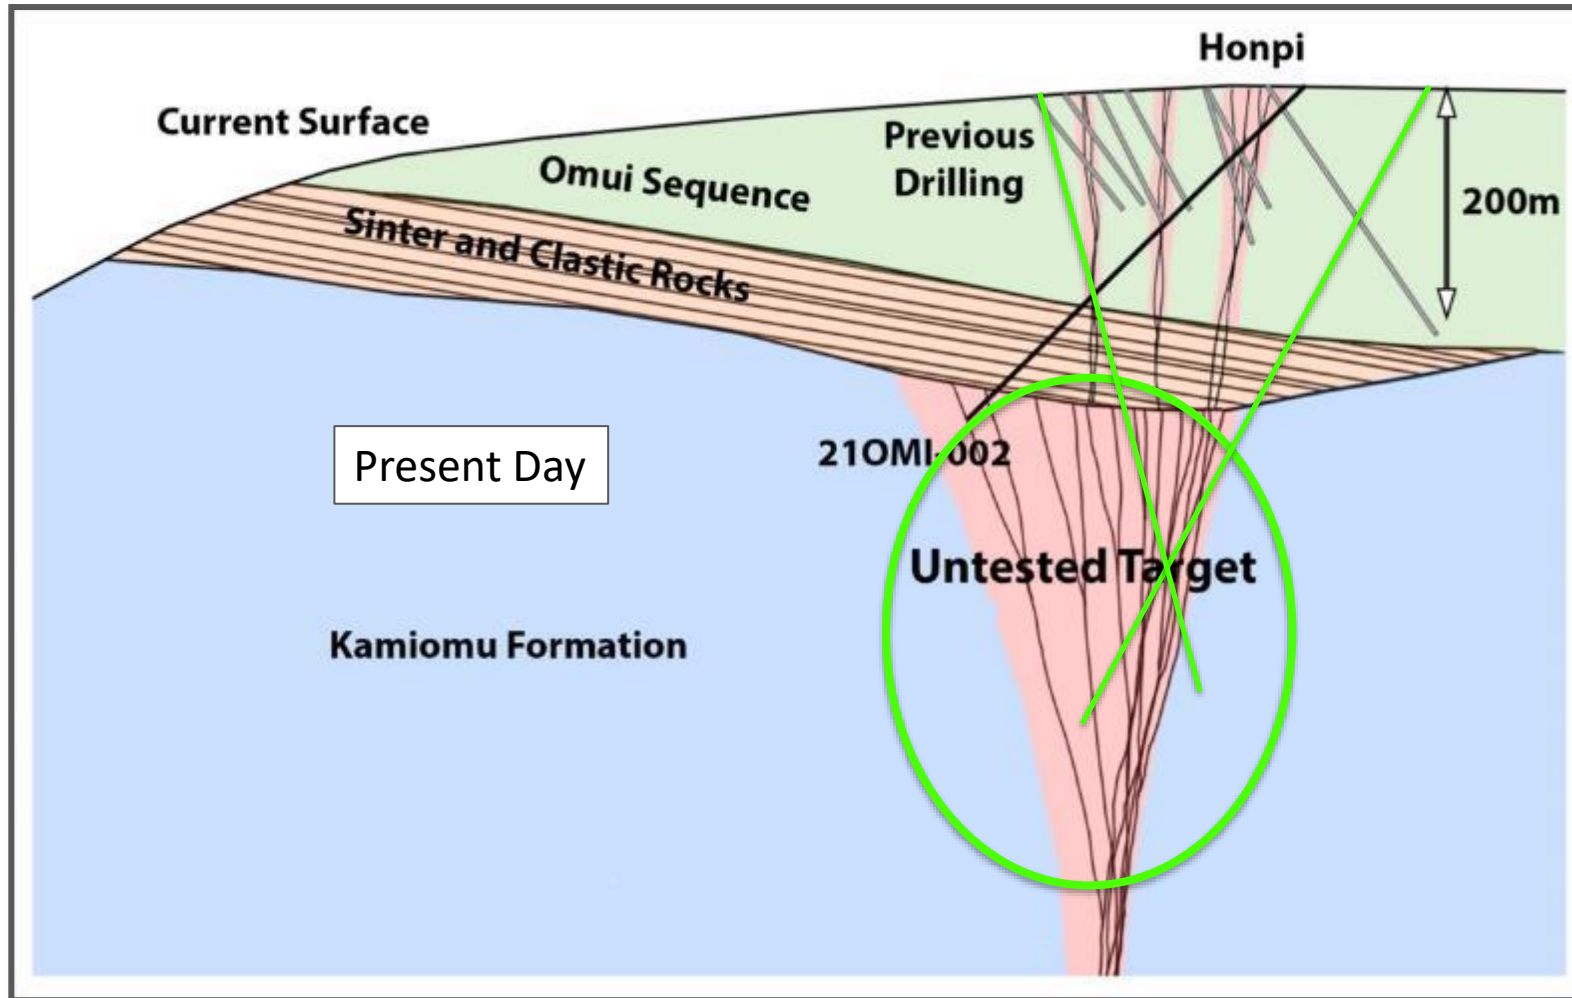 Honpi
Current Surface
Previous
Drilling
Omui Sequence
200m
Sinter and Clastic Rocks
21OMI-002
Present Day
Untested Target
Kamiomu Formation